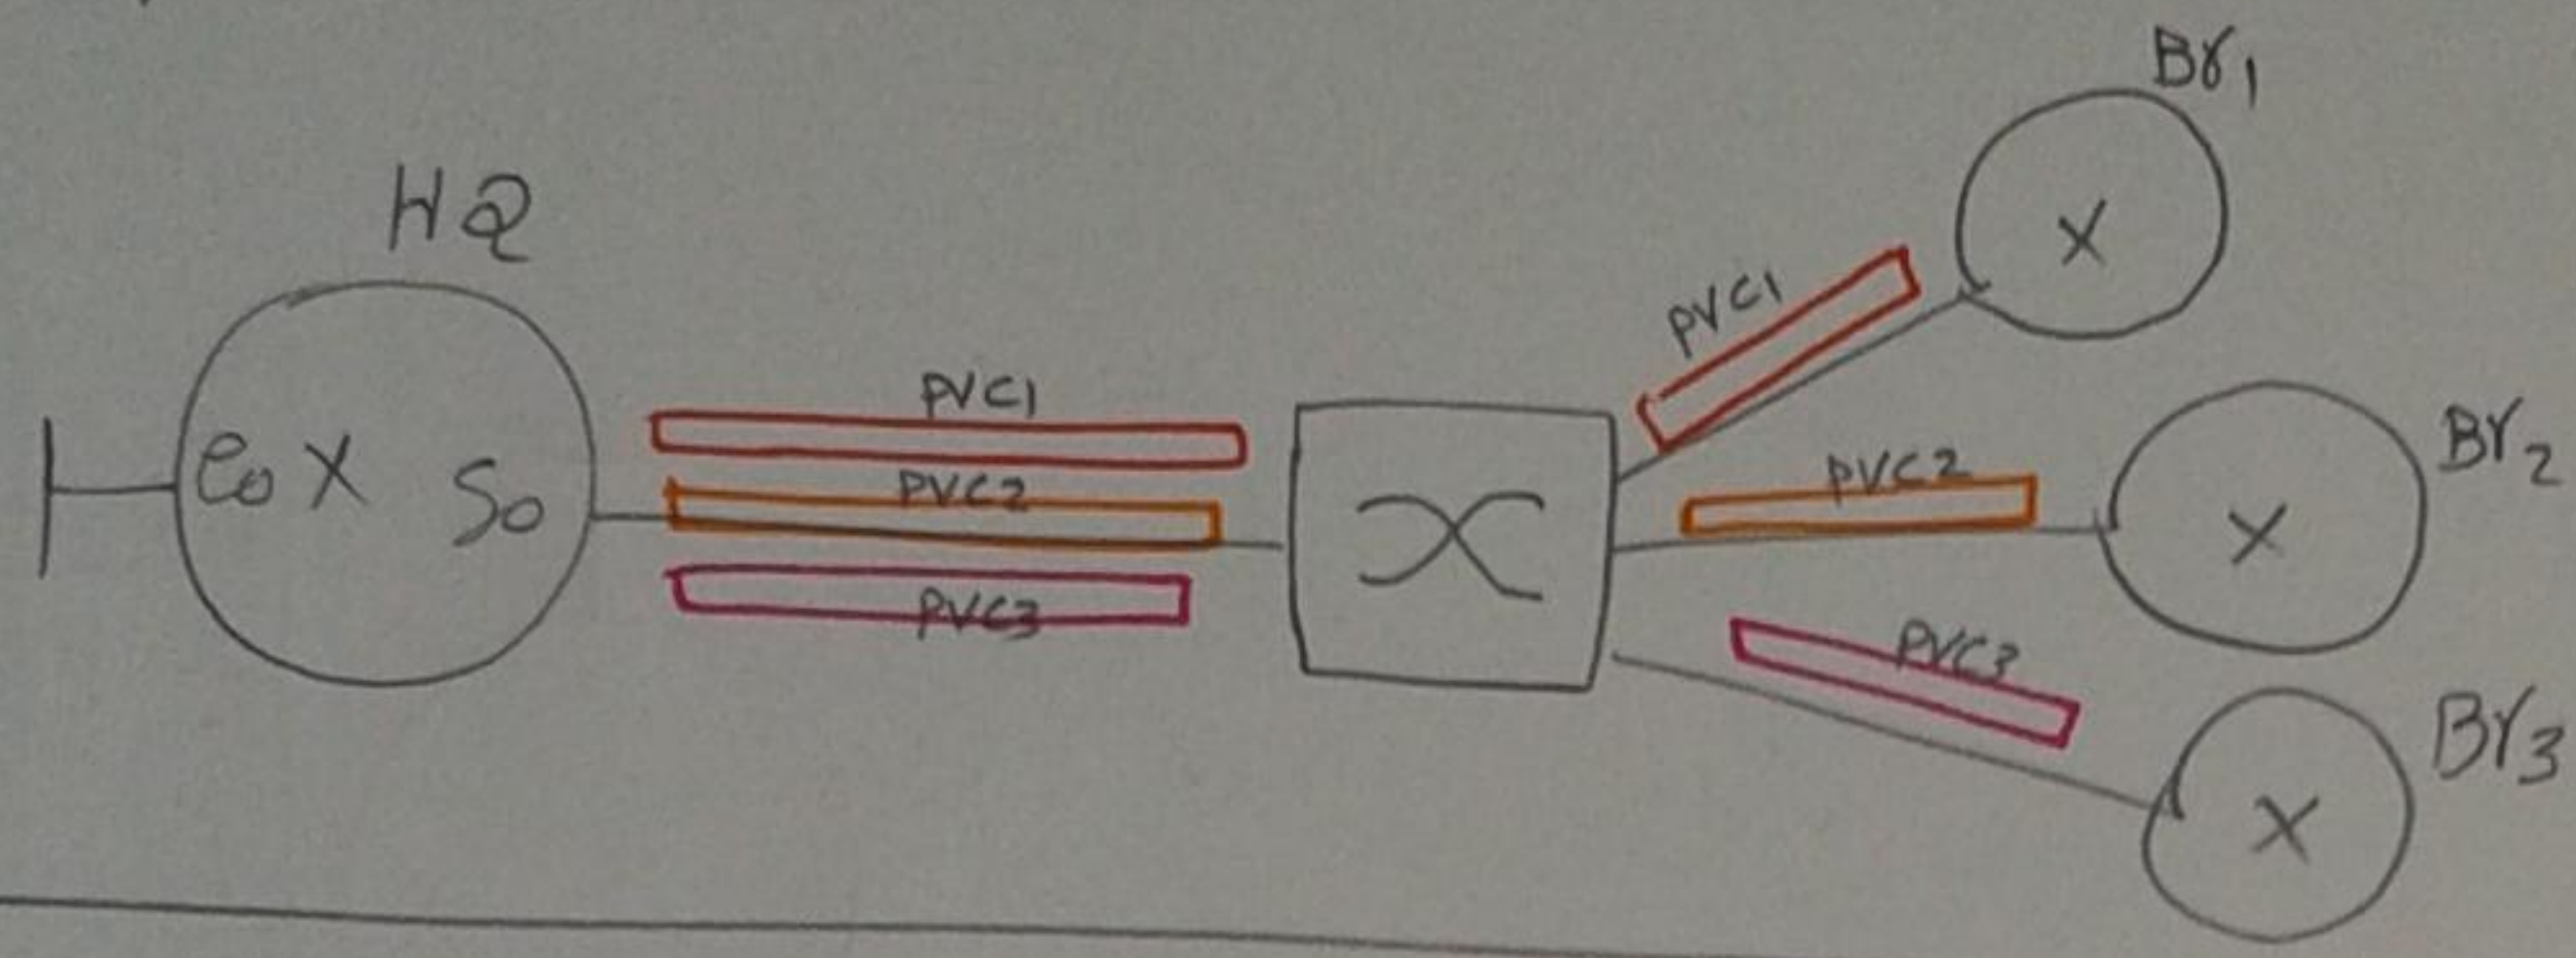 Br1
HQ
PVC1
PVC1
e0 X S0
PVC2
PVC2
Br2
PVC3
PVC3
Br3
X
X
X